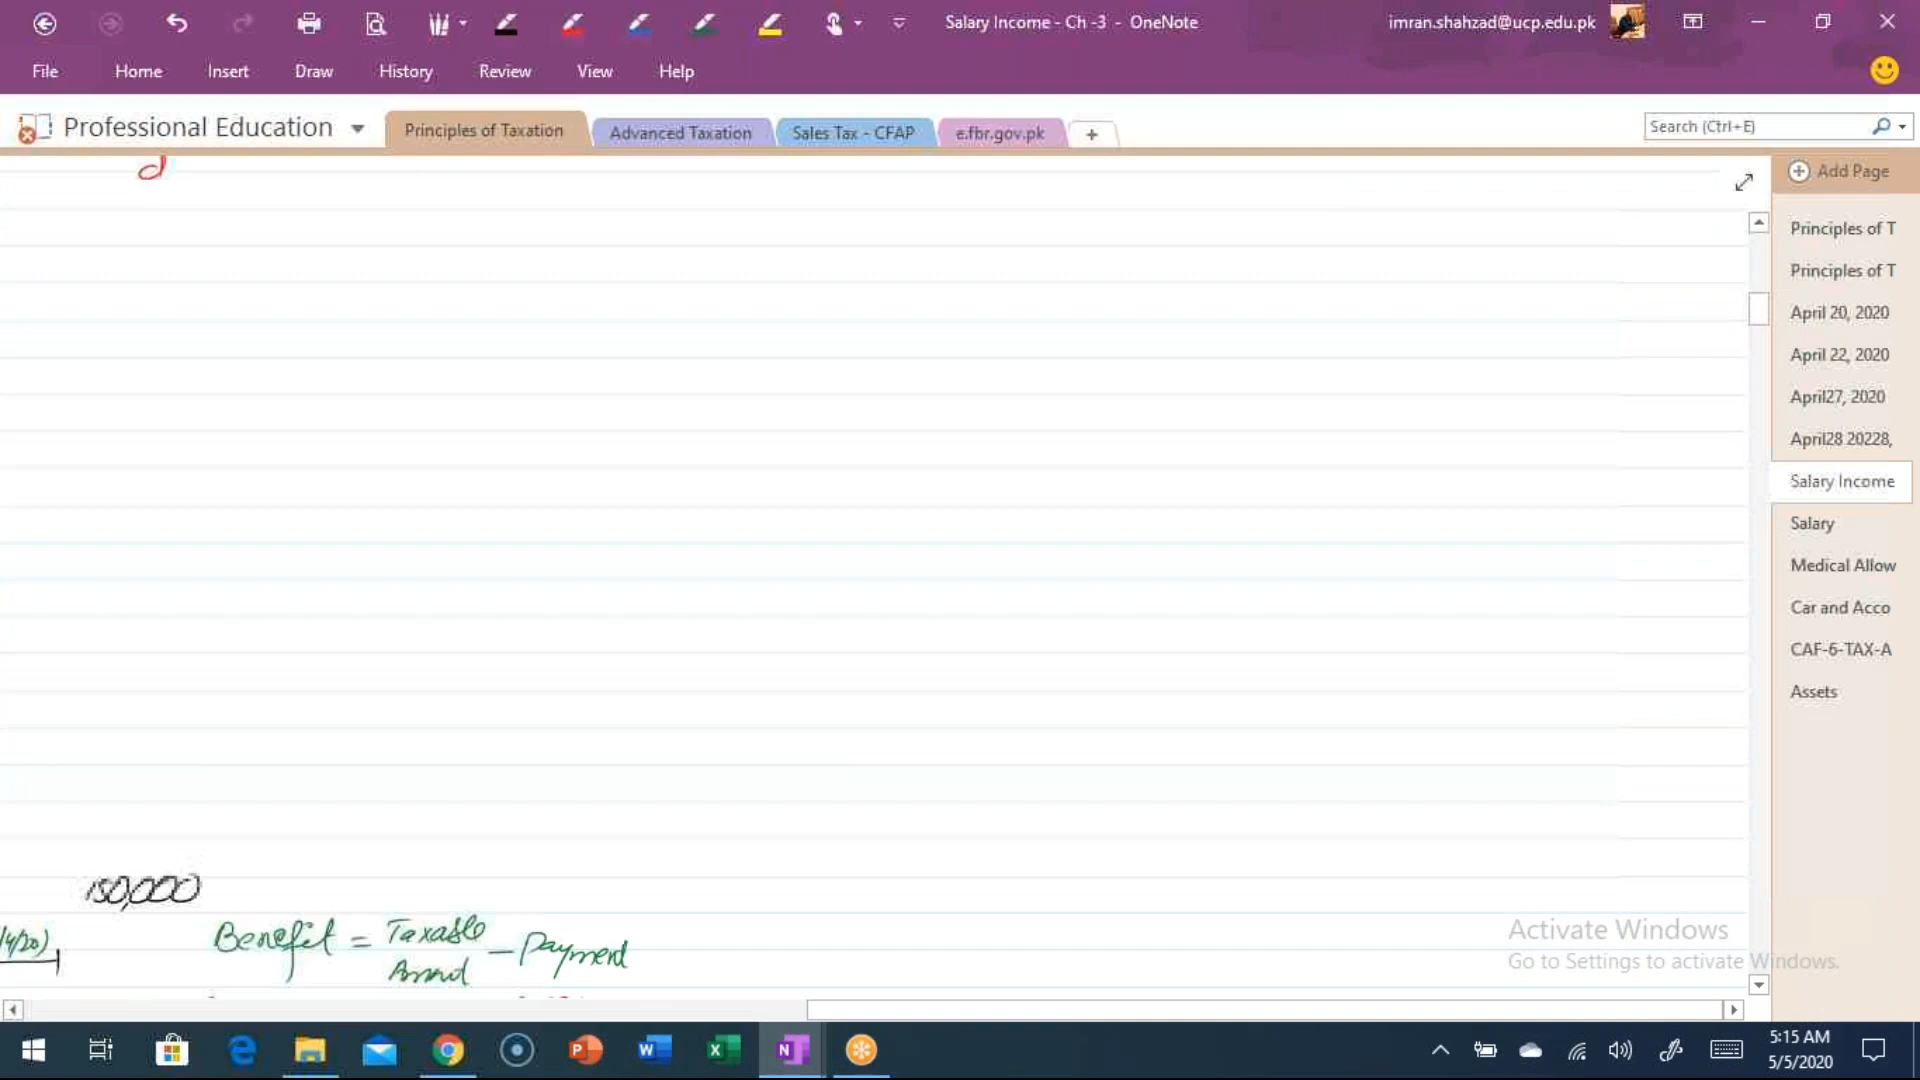 Salary Income - Ch -3 - OneNote
imran.shahzad@ucp.edu.pk
File Home Insert Draw History Review View Help
Professional Education
Principles of Taxation
Advanced Taxation
Sales Tax - CFAP
e.fbr.gov.pk
Search (Ctrl+E)
Add Page
Principles of T
Principles of T
April 20, 2020
April 22, 2020
April27, 2020
April28 20228,
Salary Income
Salary
Medical Allow
Car and Acco
CAF-6-TAX-A
Assets
150,000
/4/20)
Benefit = Taxable - Payment
Activate Windows
Go to Settings to activate Windows.
5:15 AM
5/5/2020